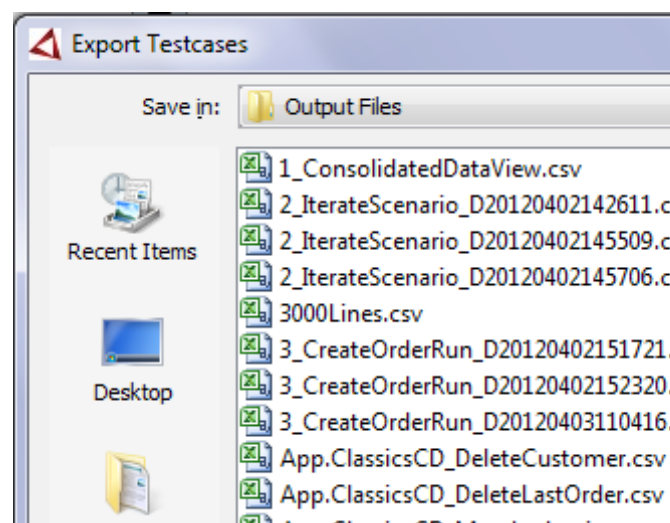 Export Testcases
Save in:
Output Files
Recent Items
Desktop
1_ConsolidatedDataView.csv
2_IterateScenario_D20120402142611.c
2_IterateScenario_D20120402145509.c
2_IterateScenario_D20120402145706.c
3000Lines.csv
3_CreateOrderRun_D20120402151721.
3_CreateOrderRun_D20120402152320.
3_CreateOrderRun_D20120403110416.
App.ClassicsCD_DeleteCustomer.csv
App.ClassicsCD_DeleteLastOrder.csv